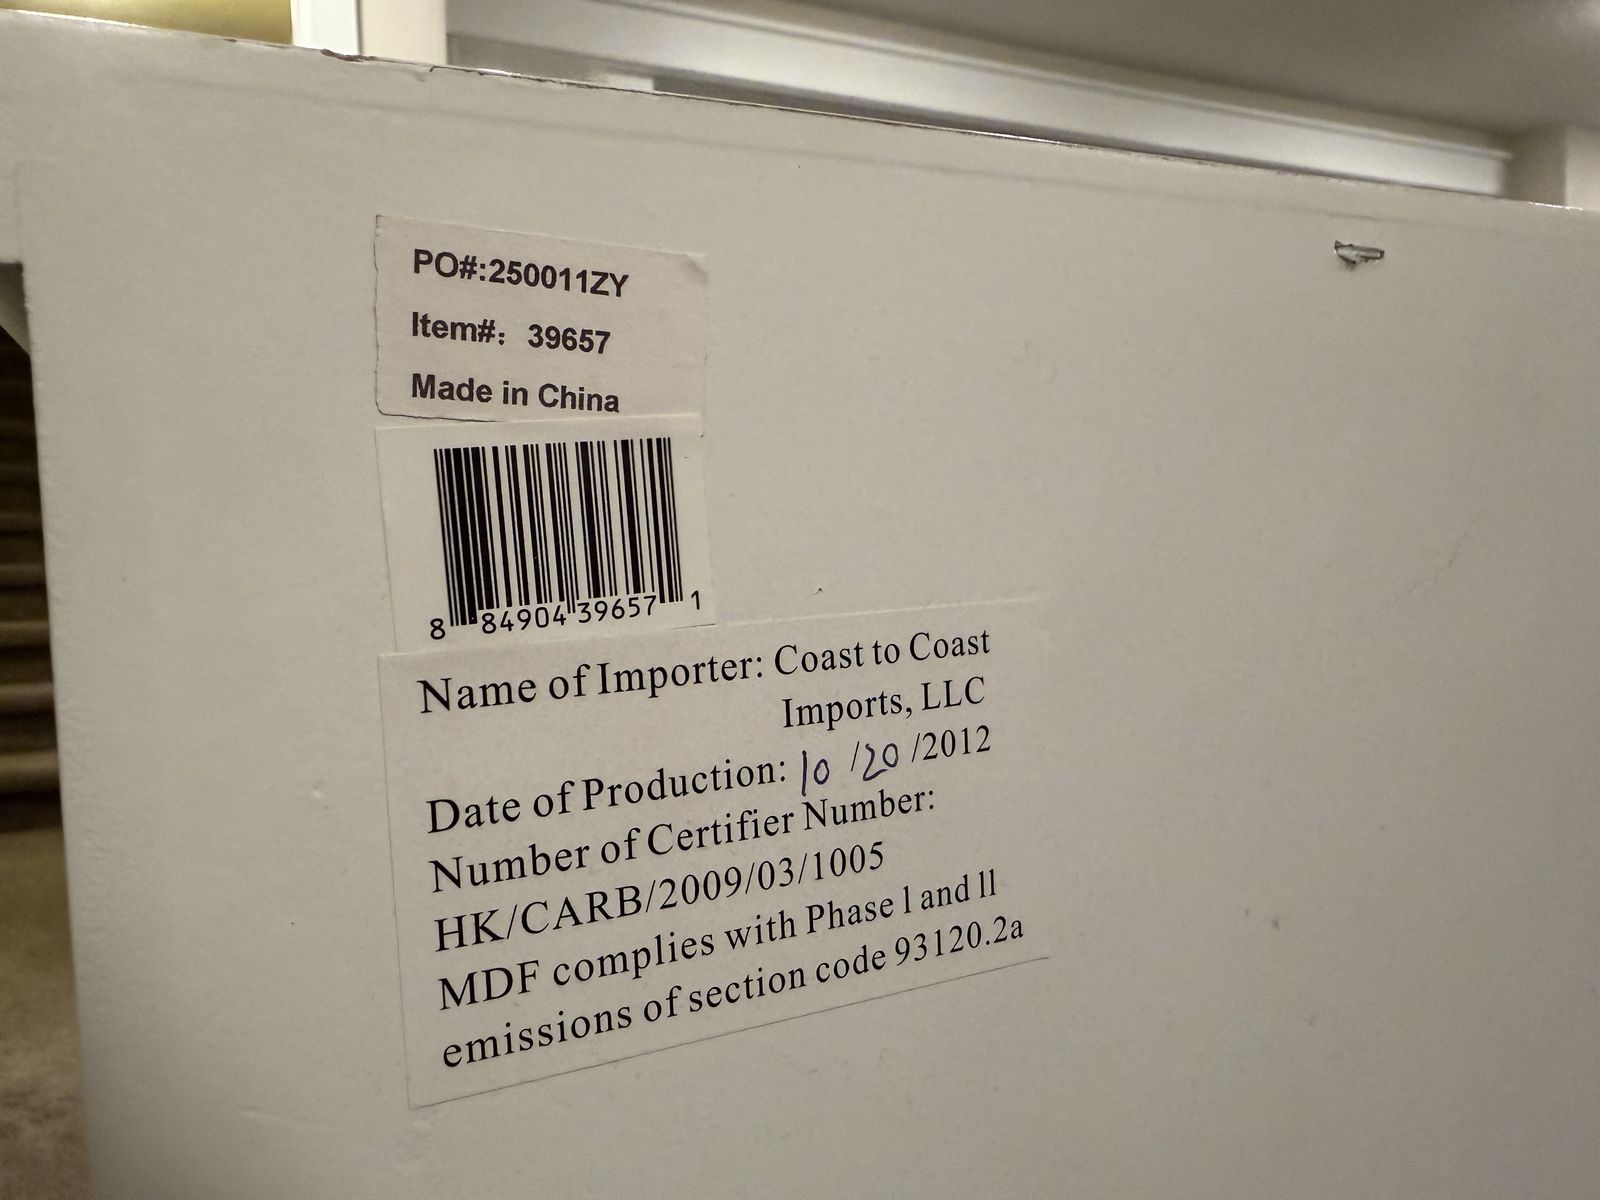 PO#:250011ZY
Item#: 39657
Made in China
8 84904 39657 1
Name of Importer: Coast to Coast
Imports, LLC
Date of Production: 10 /20 /2012
Number of Certifier Number:
HK/CARB/2009/03/1005
MDF complies with Phase l and ll
emissions of section code 93120.2a